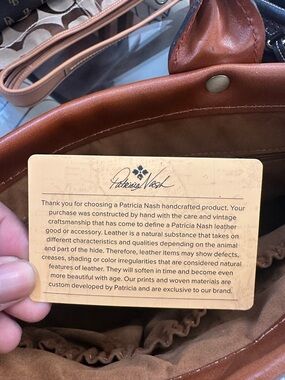 Patricia Nash
Thank you for choosing a Patricia Nash handcrafted product. Your
purchase was constructed by hand with the care and vintage
craftsmanship that has come to define a Patricia Nash leather
good or accessory. Leather is a natural substance that takes on
different characteristics and qualities depending on the animal
and part of the hide. Therefore, leather items may show defects,
creases, shading or color irregularities that are considered natural
features of leather. They will soften in time and become even
more beautiful with age. Our prints and woven materials are
custom developed by Patricia and are exclusive to our brand.